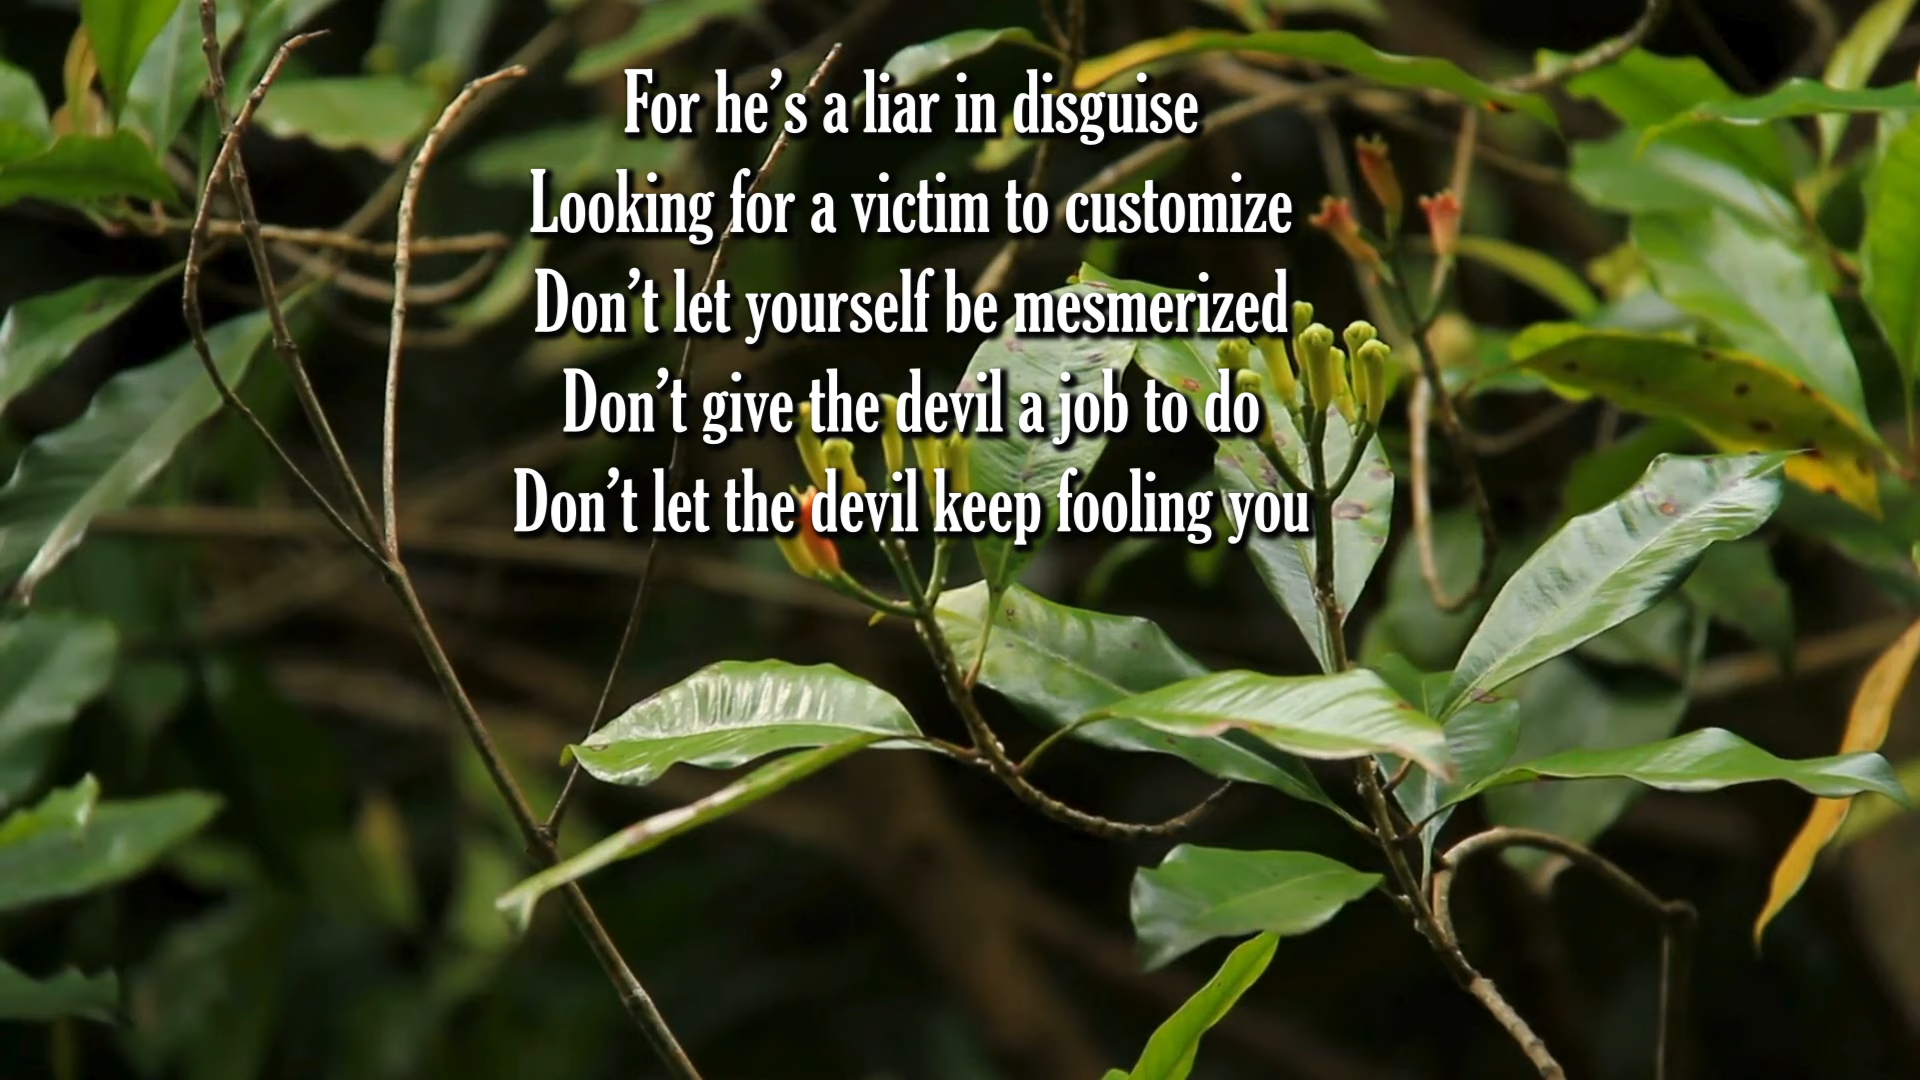 For he’s a liar in disguise
Looking for a victim to customize
Don’t let yourself be mesmerized
Don’t give the devil a job to do
Don’t let the devil keep fooling you